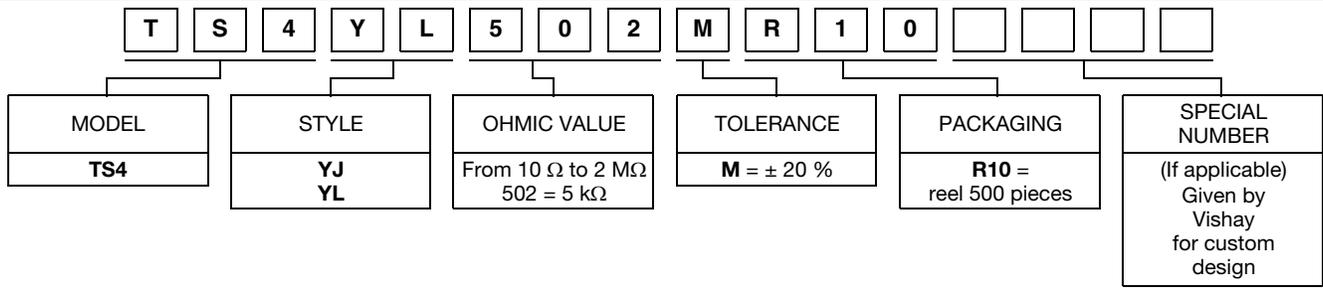 T S 4 Y L 5 0 2 M R 1 0
MODEL
TS4
STYLE
YJ
YL
OHMIC VALUE
From 10 Ω to 2 MΩ
502 = 5 kΩ
TOLERANCE
M = ± 20 %
PACKAGING
R10 =
reel 500 pieces
SPECIAL
NUMBER
(If applicable)
Given by
Vishay
for custom
design